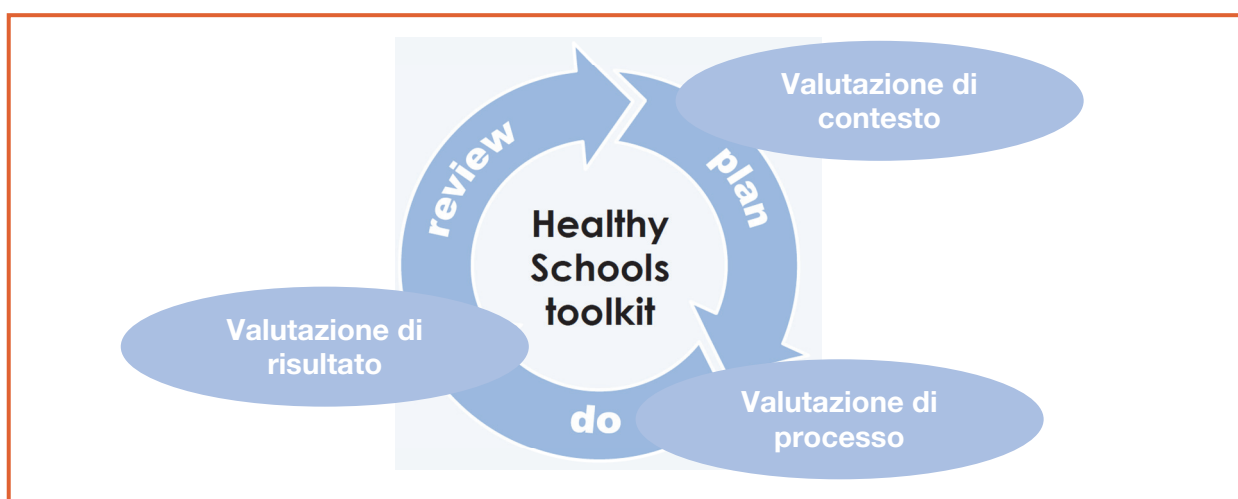 Valutazione di
contesto
review
plan
Healthy
Schools
toolkit
Valutazione di
risultato
Valutazione di
processo
do